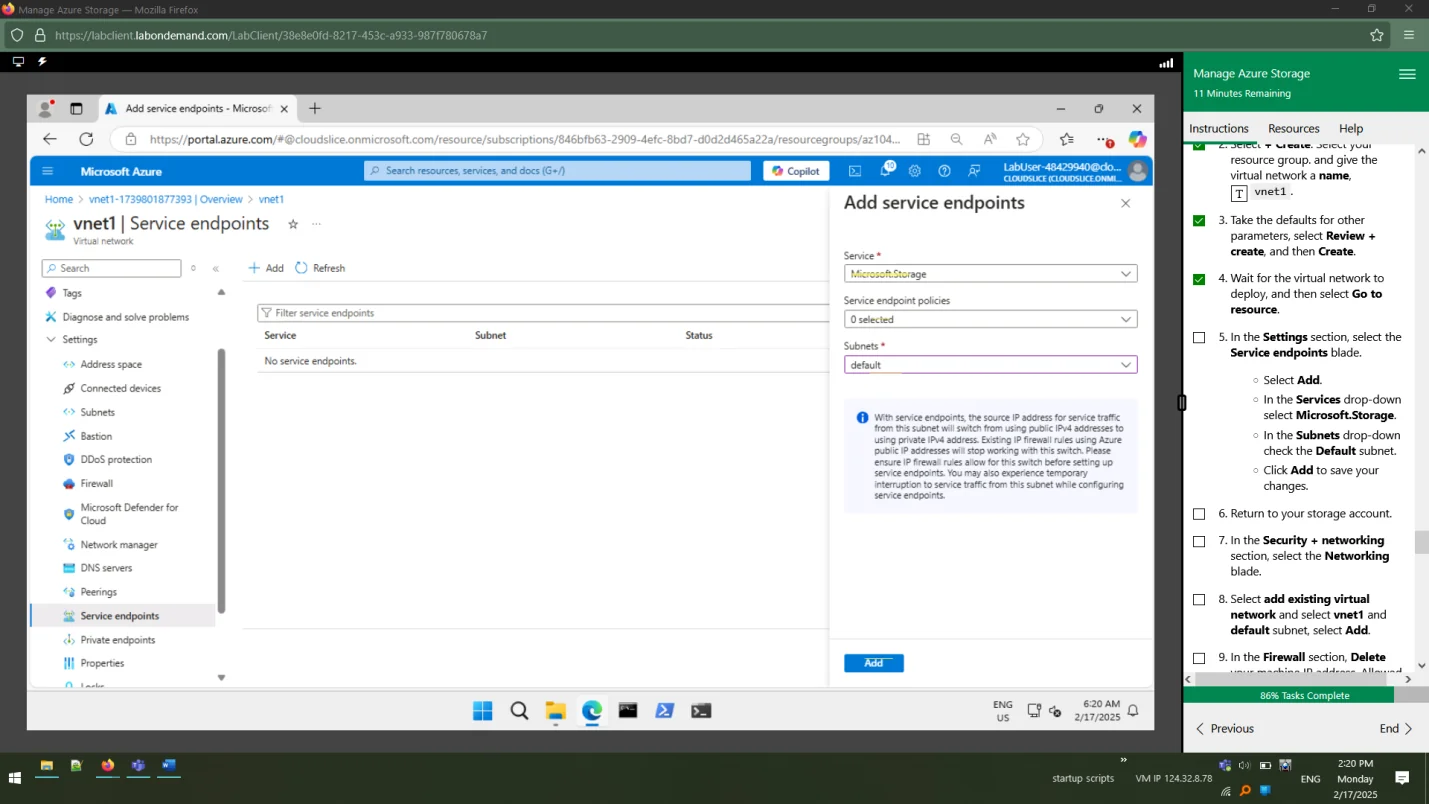 Manage Azure Storage — Mozilla Firefox
https://labclient.labondemand.com/LabClient/38e8e0fd-8217-453c-a933-987f780678a7
Add service endpoints - Microsof
https://portal.azure.com/#@cloudslice.onmicrosoft.com/resource/subscriptions/846bfb63-2909-4efc-8bd7-d0d2d465a22a/resourcegroups/az104...
Microsoft Azure
Search resources, services, and docs (G+/)
Copilot
10
LabUser-48429940@clo...
CLOUDSLICE (CLOUDSLICE.ONMI...
Home > vnet1-1739801877393 | Overview > vnet1
vnet1 | Service endpoints
Virtual network
Search
Add
Refresh
Tags
Diagnose and solve problems
Settings
Address space
Connected devices
Subnets
Bastion
DDoS protection
Firewall
Microsoft Defender for
Cloud
Network manager
DNS servers
Peerings
Service endpoints
Private endpoints
Properties
Locks
Filter service endpoints
Service Subnet Status
No service endpoints.
Add service endpoints
Service *
Microsoft.Storage
Service endpoint policies
0 selected
Subnets *
default
With service endpoints, the source IP address for service traffic
from this subnet will switch from using public IPv4 addresses to
using private IPv4 address. Existing IP firewall rules using Azure
public IP addresses will stop working with this switch. Please
ensure IP firewall rules allow for this switch before setting up
service endpoints. You may also experience temporary
interruption to service traffic from this subnet while configuring
service endpoints.
Add
ENG
US
6:20 AM
2/17/2025
Manage Azure Storage
11 Minutes Remaining
Instructions Resources Help
2. Select + Create. Select your
resource group. and give the
virtual network a name,
T vnet1 .
3. Take the defaults for other
parameters, select Review +
create, and then Create.
4. Wait for the virtual network to
deploy, and then select Go to
resource.
5. In the Settings section, select the
Service endpoints blade.
Select Add.
In the Services drop-down
select Microsoft.Storage.
In the Subnets drop-down
check the Default subnet.
Click Add to save your
changes.
6. Return to your storage account.
7. In the Security + networking
section, select the Networking
blade.
8. Select add existing virtual
network and select vnet1 and
default subnet, select Add.
9. In the Firewall section, Delete
your machine IP address. Allowed
86% Tasks Complete
Previous
End
startup scripts
VM IP 124.32.8.78
ENG
2:20 PM
Monday
2/17/2025